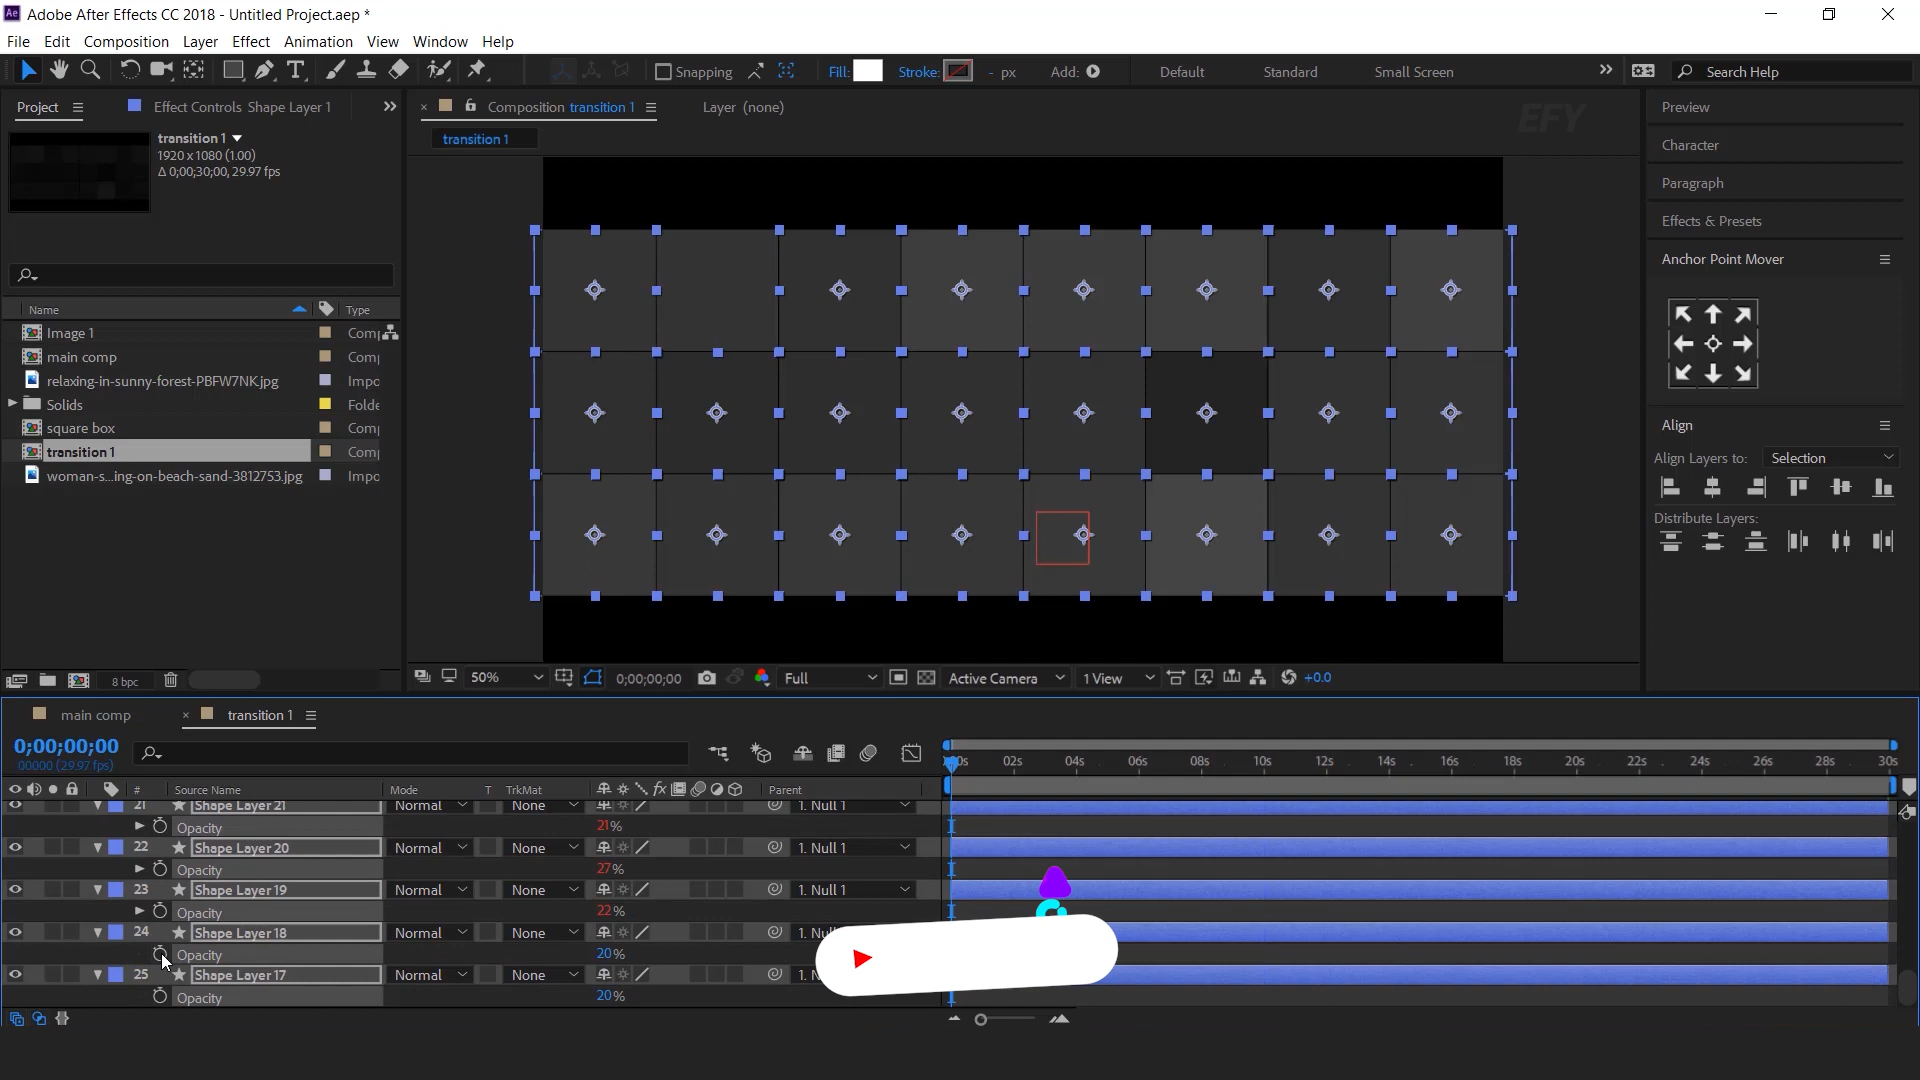 Ae Adobe After Effects CC 2018 - Untitled Project.aep *
File Edit Composition Layer Effect Animation View Window Help
Snapping Fill: Stroke: - px Add: Default Standard Small Screen Search Help
Project Effect Controls Shape Layer 1 Composition transition 1 Layer (none) EFY Preview
transition 1
1920 x 1080 (1.00)
Δ 0;00;30;00, 29.97 fps
transition 1
Character
Paragraph
Effects & Presets
Anchor Point Mover
Name Type
Image 1 Comp
main comp Comp
relaxing-in-sunny-forest-PBFW7NK.jpg Impo
Solids Folde
square box Comp
transition 1 Comp
woman-s...ing-on-beach-sand-3812753.jpg Impo
Align
Align Layers to: Selection
Distribute Layers:
8 bpc 50% 0;00;00;00 Full Active Camera 1 View +0.0
main comp transition 1
0;00;00;00
00000 (29.97 fps)
02s 04s 06s 08s 10s 12s 14s 16s 18s 20s 22s 24s 26s 28s 30s
# Source Name Mode T TrkMat fx Parent
21 Shape Layer 21 Normal None 1. Null 1
Opacity 21%
22 Shape Layer 20 Normal None 1. Null 1
Opacity 27%
23 Shape Layer 19 Normal None 1. Null 1
Opacity 22%
24 Shape Layer 18 Normal None 1. Nu
Opacity 20%
25 Shape Layer 17 Normal None 1. N
Opacity 20%